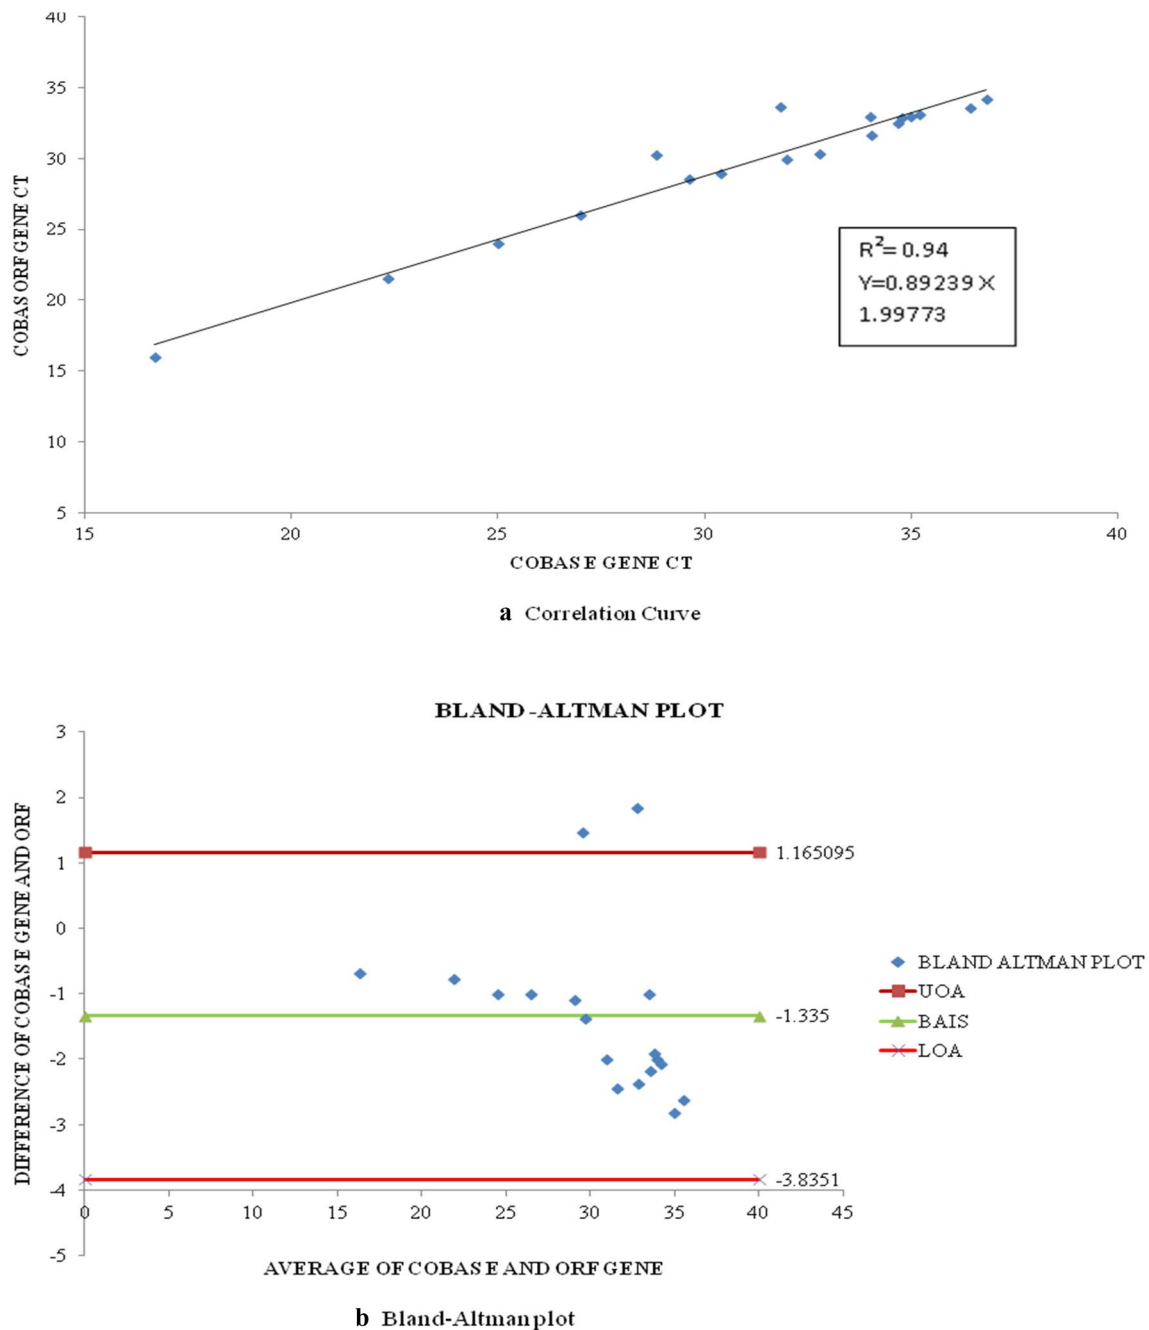 40
35
30
25
20
15
10
5
15 20 25 30 35 40
COBAS ORF GENE CT
COBAS E GENE CT
R²= 0.94
Y=0.89239 X
1.99773
a Correlation Curve
BLAND-ALTMAN PLOT
3
2
1
0
-1
-2
-3
-4
-5
0 5 10 15 20 25 30 35 40 45
DIFFERENCE OF COBAS E GENE AND ORF
1.165095
-1.335
-3.8351
BLAND ALTMAN PLOT
UOA
BAIS
LOA
AVERAGE OF COBAS E AND ORF GENE
b Bland-Altman plot